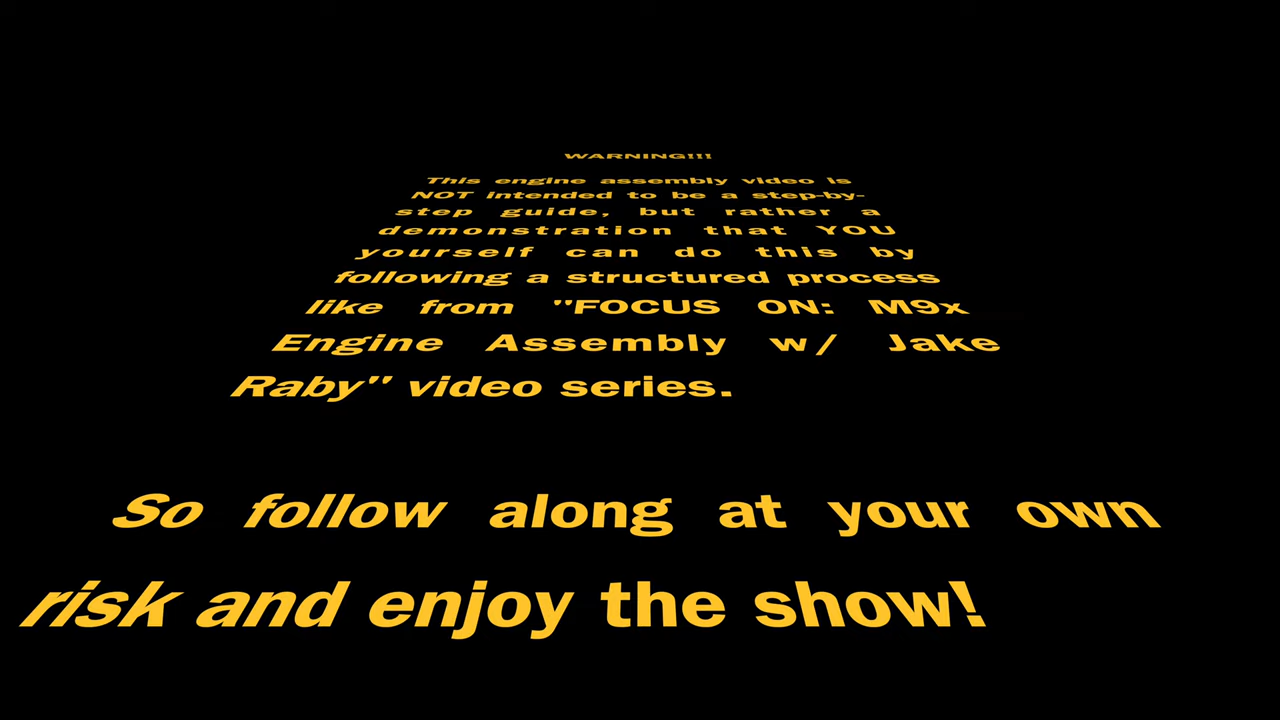 WARNING!!!
This engine assembly video is
NOT intended to be a step-by-
step guide, but rather a
demonstration that YOU
yourself can do this by
following a structured process
like from "FOCUS ON: M9x
Engine Assembly w/ Jake
Raby" video series.
So follow along at your own
risk and enjoy the show!